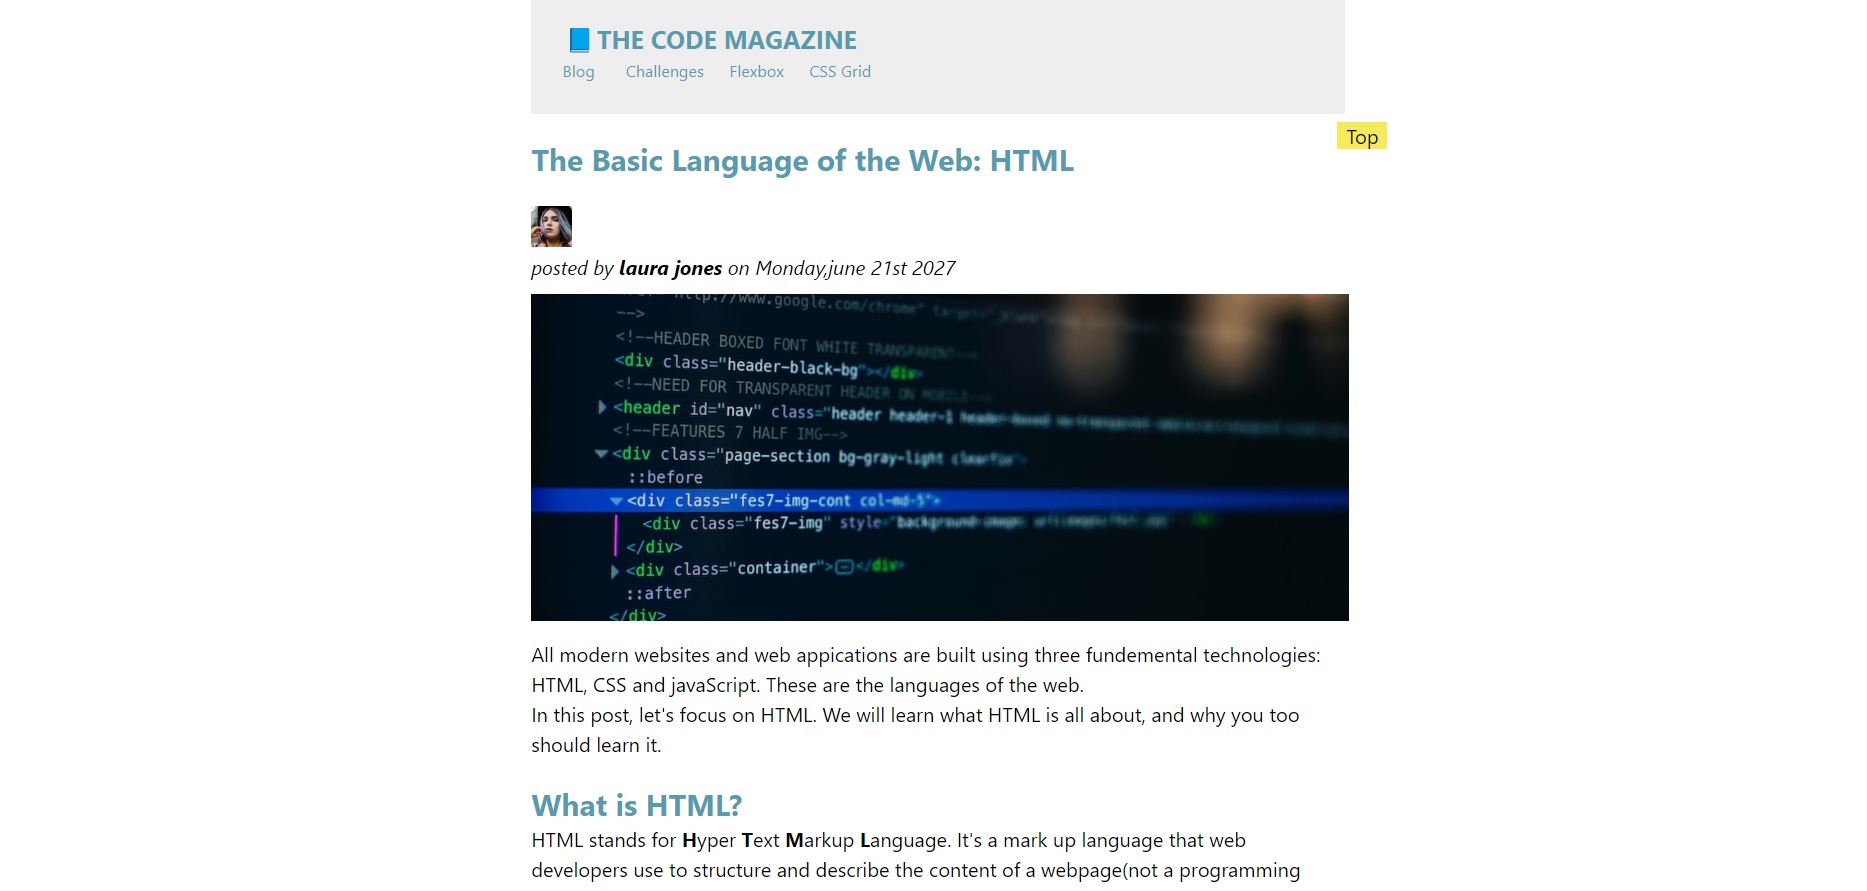 📘 THE CODE MAGAZINE
Blog Challenges Flexbox CSS Grid
Top
The Basic Language of the Web: HTML
posted by laura jones on Monday,june 21st 2027
http://www.google.com/chrome"
-->
<!--HEADER BOXED FONT WHITE TRANSPARENT-->
<div class="header-black-bg"></div>
<!--NEED FOR TRANSPARENT HEADER ON MOBILE-->
<header id="nav" class="header header-1 header-boxed
<!--FEATURES 7 HALF IMG-->
<div class="page-section bg-gray-light clearfix">
::before
<div class="fes7-img-cont col-md-5">
<div class="fes7-img" style="background-image:
</div>
<div class="container"></div>
::after
</div>
All modern websites and web appications are built using three fundemental technologies:
HTML, CSS and javaScript. These are the languages of the web.
In this post, let's focus on HTML. We will learn what HTML is all about, and why you too
should learn it.
What is HTML?
HTML stands for Hyper Text Markup Language. It's a mark up language that web
developers use to structure and describe the content of a webpage(not a programming